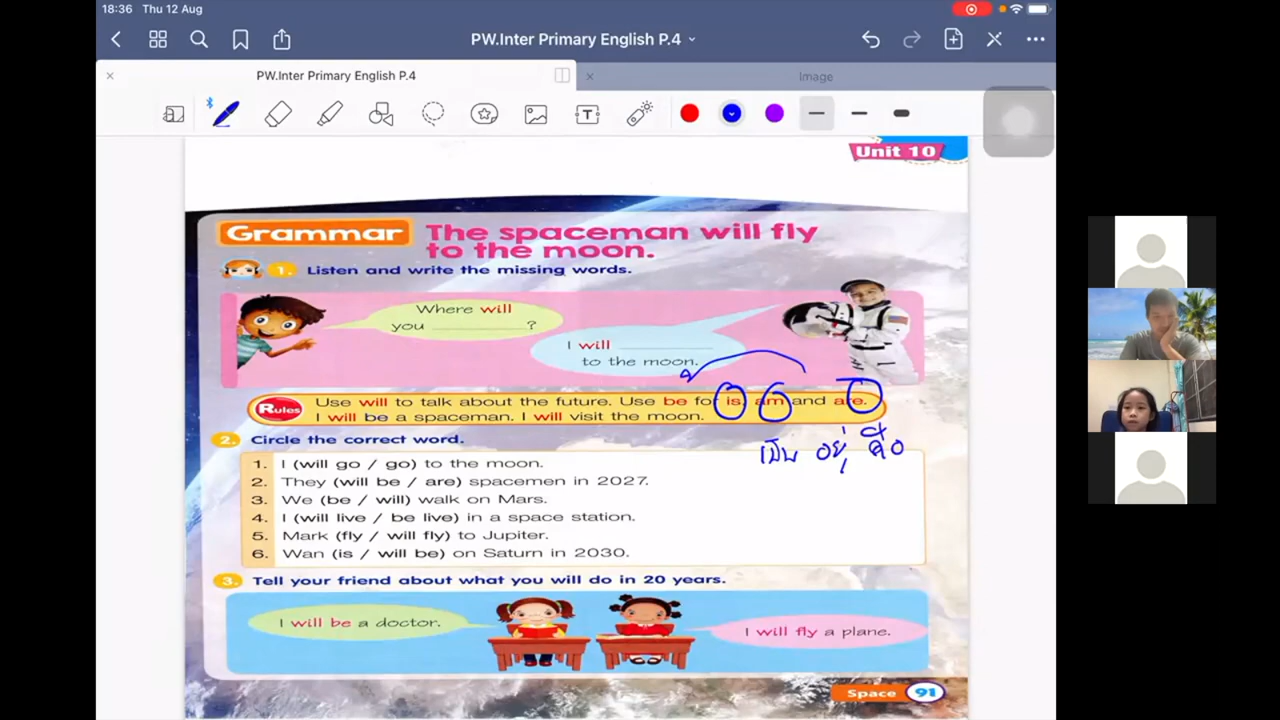 18:36 Thu 12 Aug
PW.Inter Primary English P.4
PW.Inter Primary English P.4
Image
Unit 10
Grammar
The spaceman will fly
to the moon.
1. Listen and write the missing words.
Where will
you ________ ?
I will ________
to the moon.
Rules
Use will to talk about the future. Use be for is, am and are.
I will be a spaceman. I will visit the moon.
เป็น อยู่ คือ
2. Circle the correct word.
1. I (will go / go) to the moon.
2. They (will be / are) spacemen in 2027.
3. We (be / will) walk on Mars.
4. I (will live / be live) in a space station.
5. Mark (fly / will fly) to Jupiter.
6. Wan (is / will be) on Saturn in 2030.
3. Tell your friend about what you will do in 20 years.
I will be a doctor.
I will fly a plane.
Space 91